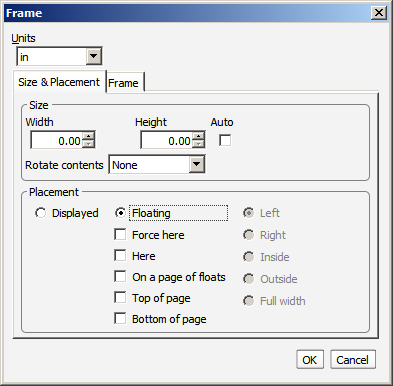 Frame
Units
in
Size & Placement Frame
Size
Width Height Auto
0.00 0.00
Rotate contents None
Placement
Displayed Floating Left
Force here Right
Here Inside
On a page of floats Outside
Top of page Full width
Bottom of page
OK Cancel